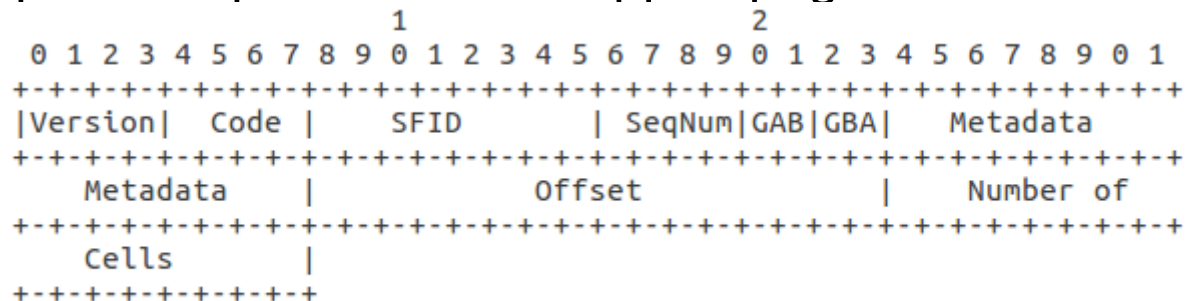 1 2
0 1 2 3 4 5 6 7 8 9 0 1 2 3 4 5 6 7 8 9 0 1 2 3 4 5 6 7 8 9 0 1
+-+-+-+-+-+-+-+-+-+-+-+-+-+-+-+-+-+-+-+-+-+-+-+-+-+-+-+-+-+-+-+-+
|Version| Code | SFID | SeqNum|GAB|GBA| Metadata
+-+-+-+-+-+-+-+-+-+-+-+-+-+-+-+-+-+-+-+-+-+-+-+-+-+-+-+-+-+-+-+-+
Metadata | Offset | Number of
+-+-+-+-+-+-+-+-+-+-+-+-+-+-+-+-+-+-+-+-+-+-+-+-+-+-+-+-+-+-+-+-+
Cells |
+-+-+-+-+-+-+-+-+